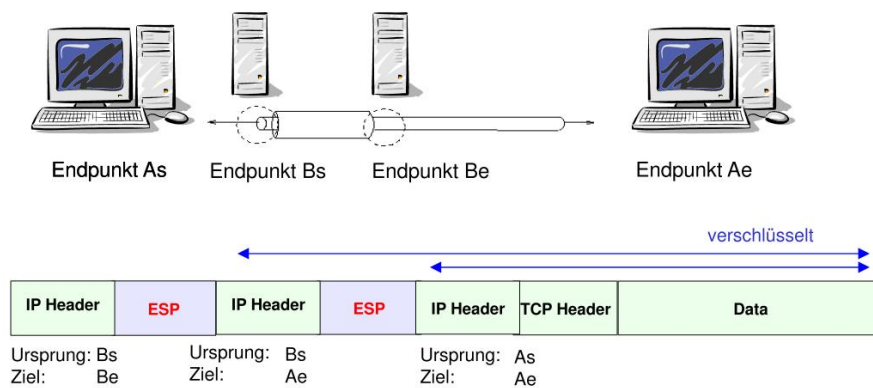 Endpunkt As
Endpunkt Bs
Endpunkt Be
Endpunkt Ae
verschlüsselt
IP Header ESP IP Header ESP IP Header TCP Header Data
Ursprung: Bs Ursprung: Bs Ursprung: As
Ziel: Be Ziel: Ae Ziel: Ae